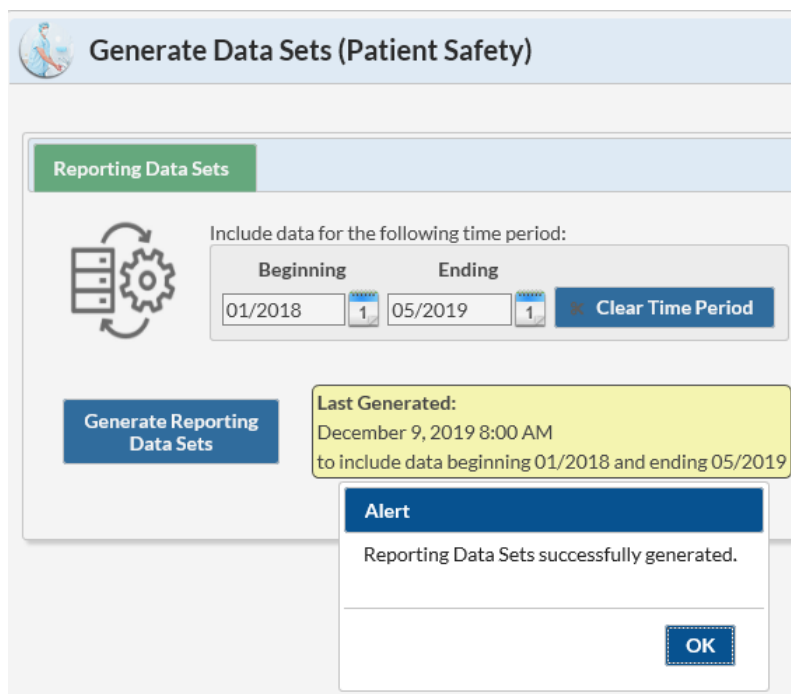 Generate Data Sets (Patient Safety)
Reporting Data Sets
Include data for the following time period:
Beginning Ending
01/2018 1 05/2019 1 Clear Time Period
Generate Reporting
Data Sets
Last Generated:
December 9, 2019 8:00 AM
to include data beginning 01/2018 and ending 05/2019
Alert
Reporting Data Sets successfully generated.
OK